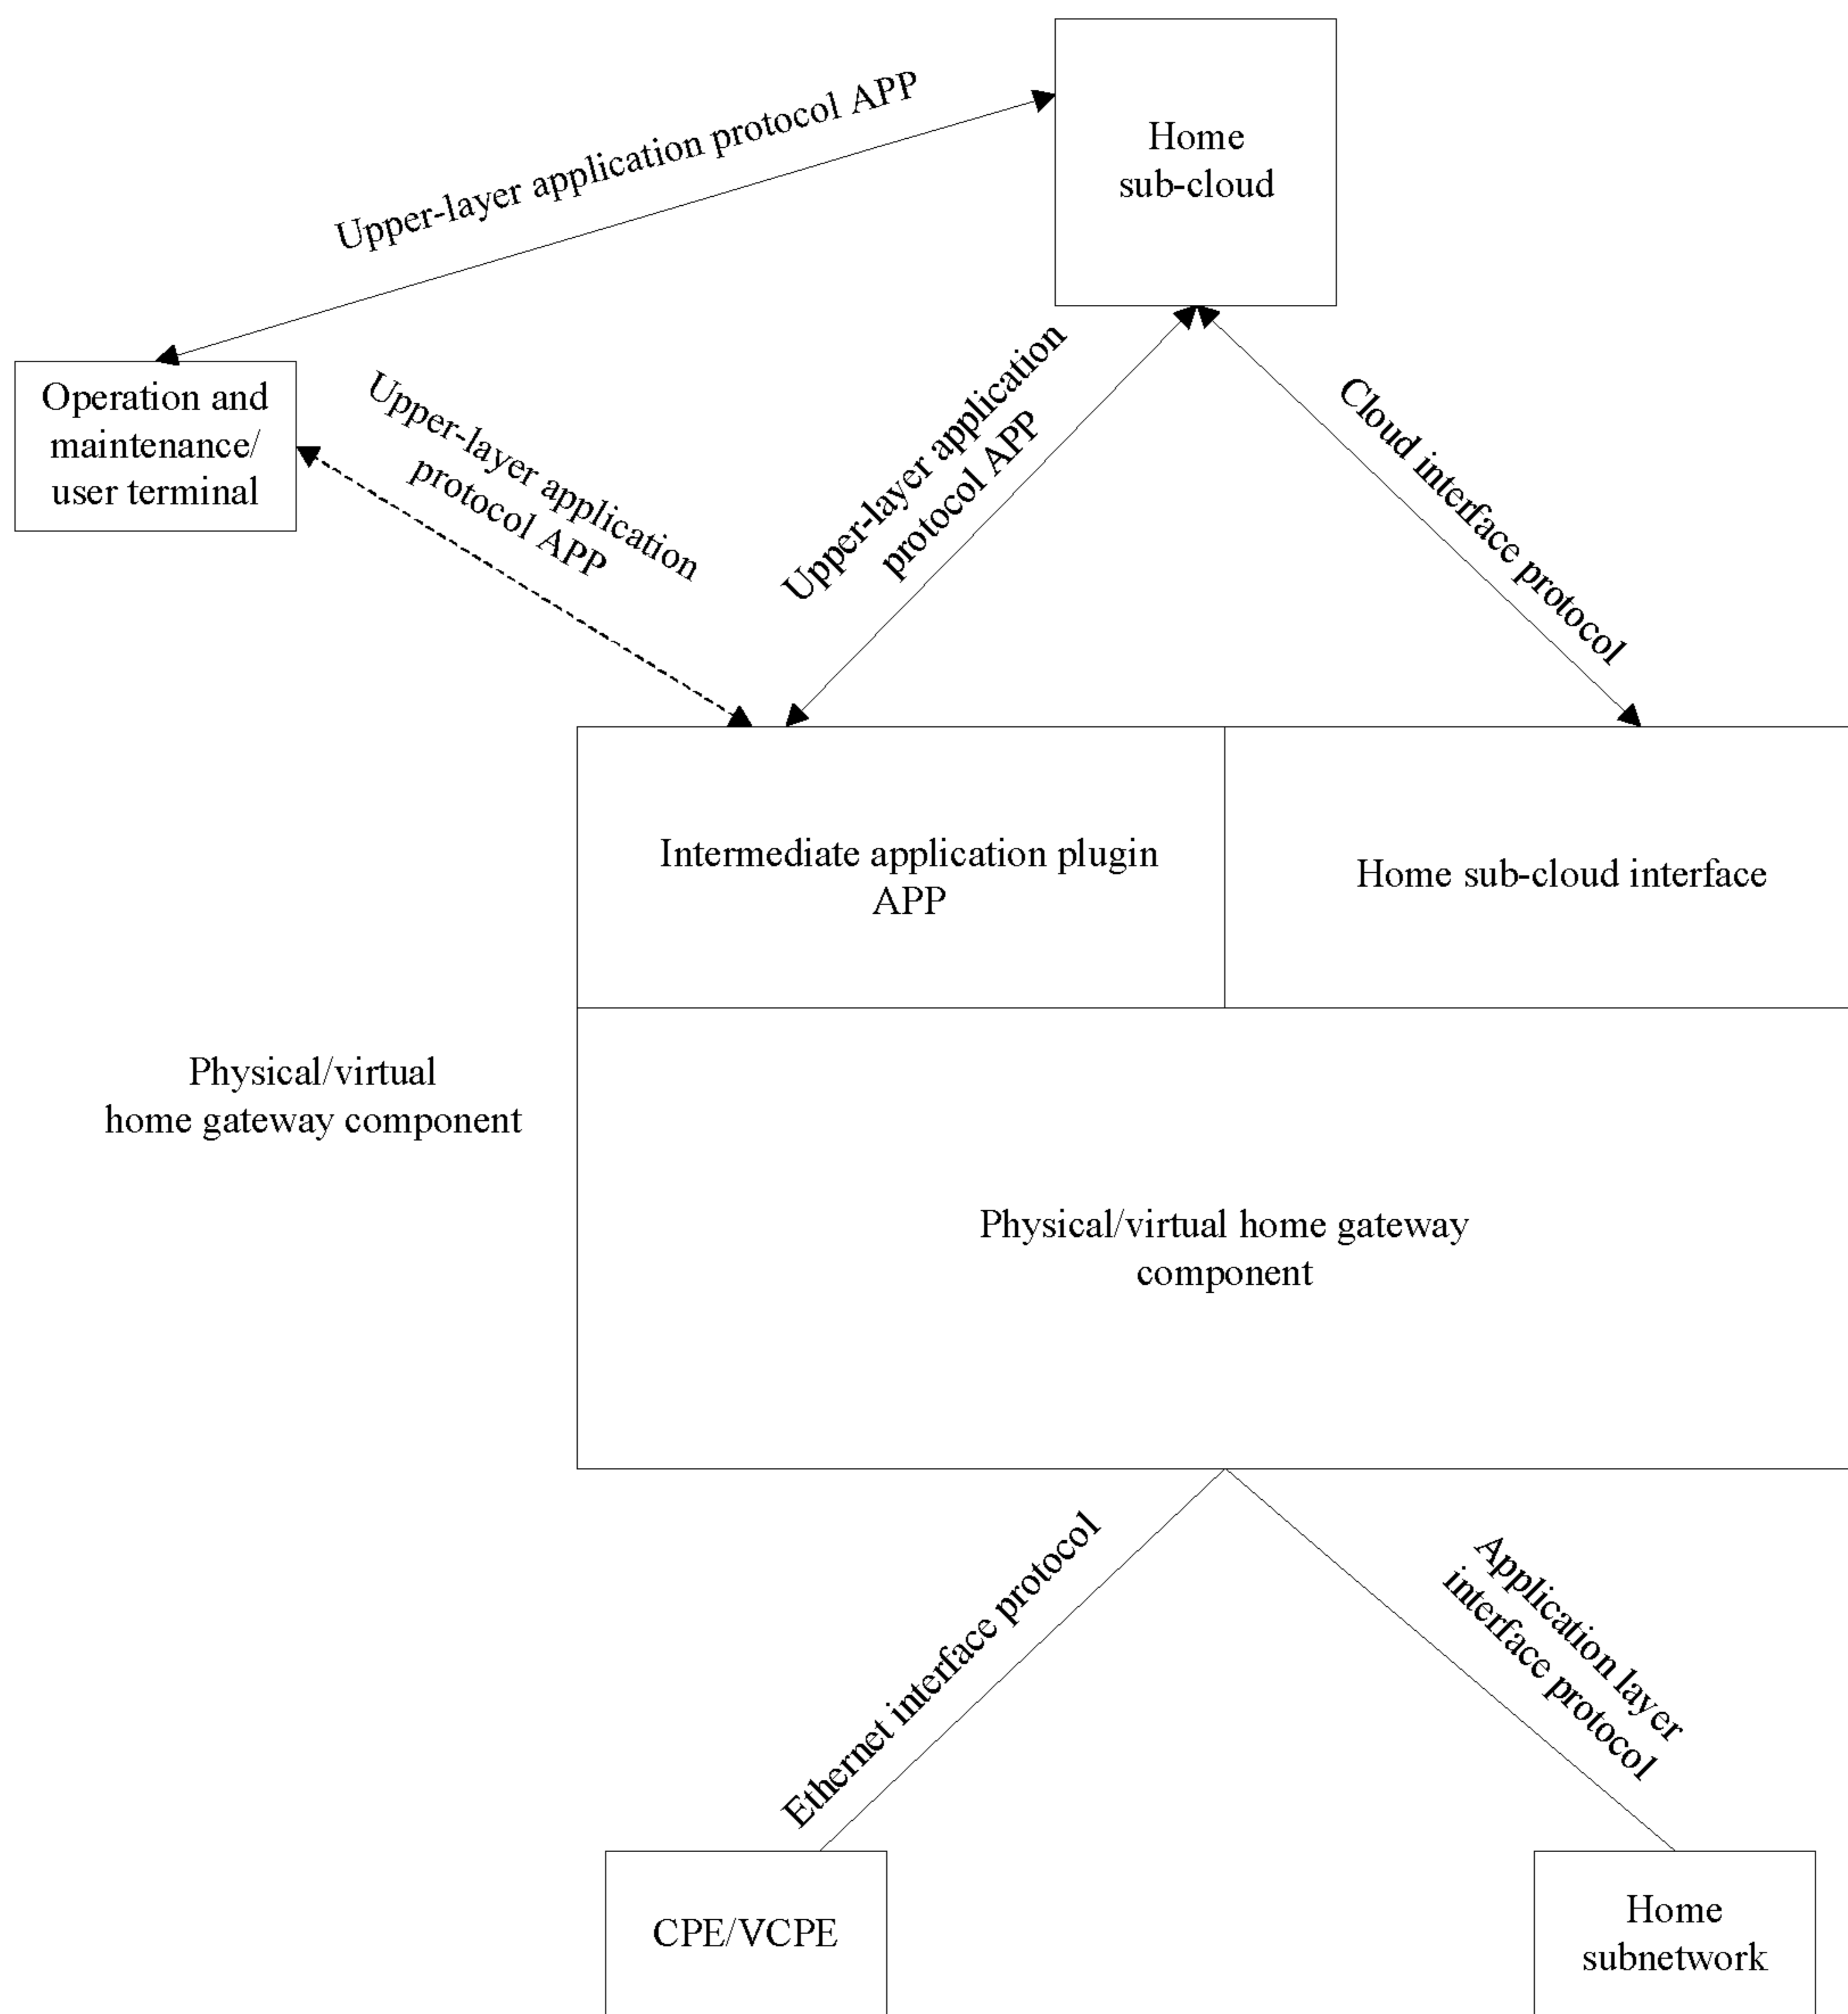 Home
sub-cloud
Upper-layer application protocol APP
Operation and
maintenance/
user terminal
Upper-layer application
protocol APP
Upper-layer application
protocol APP
Cloud interface protocol
Intermediate application plugin
APP
Home sub-cloud interface
Physical/virtual
home gateway component
Physical/virtual home gateway
component
Ethernet interface protocol
Application layer
interface protocol
CPE/VCPE
Home
subnetwork